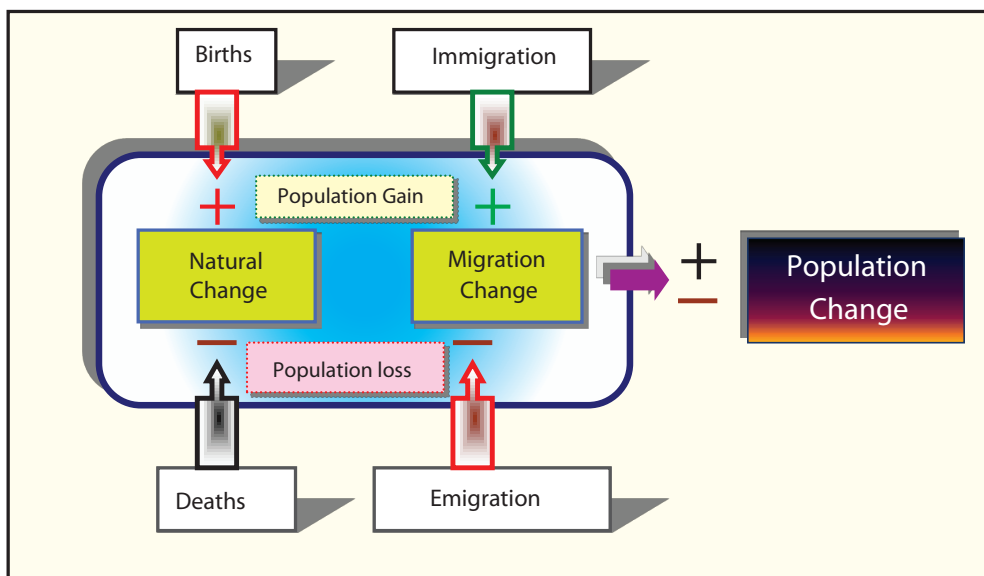 Births
Immigration
Population Gain
+
+
Natural
Change
Migration
Change
+
−
Population
Change
−
−
Population loss
Deaths
Emigration